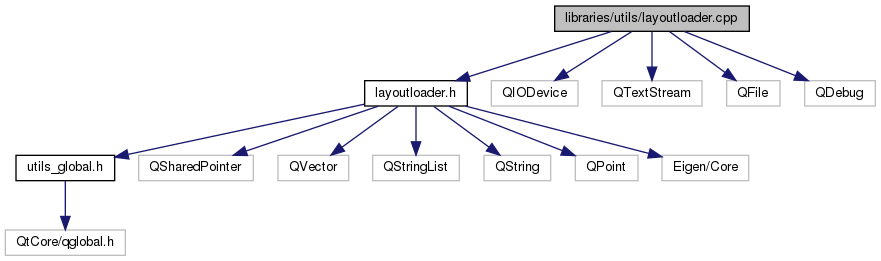 libraries/utils/layoutloader.cpp
layoutloader.h
QIODevice
QTextStream
QFile
QDebug
utils_global.h
QSharedPointer
QVector
QStringList
QString
QPoint
Eigen/Core
QtCore/qglobal.h